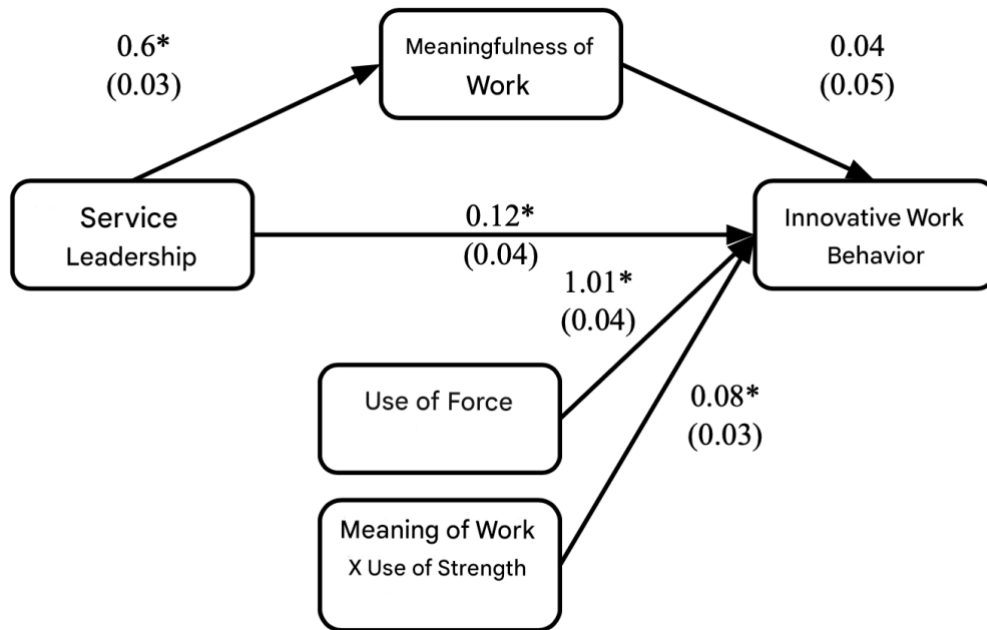 0.6*
(0.03)
Meaningfulness of
Work
0.04
(0.05)
Service
Leadership
0.12*
(0.04)
Innovative Work
Behavior
1.01*
(0.04)
Use of Force
0.08*
(0.03)
Meaning of Work
X Use of Strength